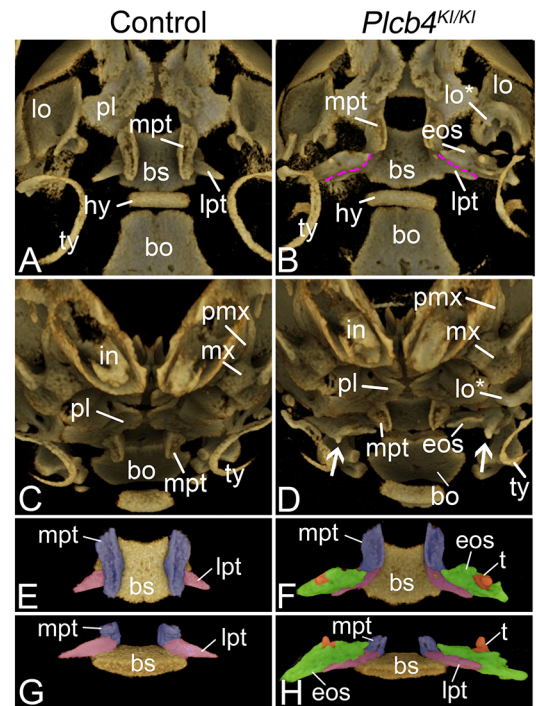 Control
Plcb4KI/KI
lo
pl
mpt
bs
lpt
hy
bo
ty
A
mpt
lo*
lo
eos
bs
lpt
hy
bo
ty
B
pmx
mx
in
pl
bo
mpt
ty
C
pmx
in
mx
pl
lo*
mpt
eos
bo
ty
D
mpt
bs
lpt
E
mpt
eos
t
bs
lpt
F
mpt
lpt
bs
G
mpt
t
bs
eos
lpt
H